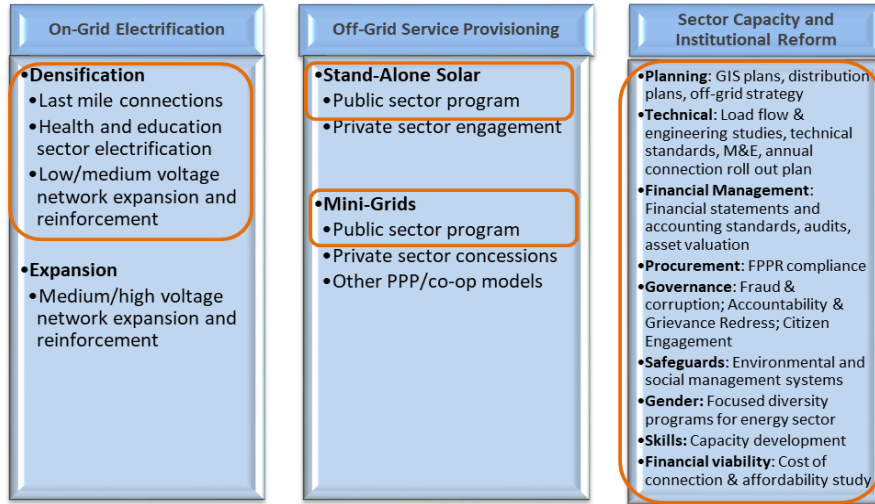 On-Grid Electrification
•Densification
•Last mile connections
•Health and education
sector electrification
•Low/medium voltage
network expansion and
reinforcement
•Expansion
•Medium/high voltage
network expansion and
reinforcement
Off-Grid Service Provisioning
•Stand-Alone Solar
•Public sector program
•Private sector engagement
•Mini-Grids
•Public sector program
•Private sector concessions
•Other PPP/co-op models
Sector Capacity and
Institutional Reform
•Planning: GIS plans, distribution
plans, off-grid strategy
•Technical: Load flow &
engineering studies, technical
standards, M&E, annual
connection roll out plan
•Financial Management:
Financial statements and
accounting standards, audits,
asset valuation
•Procurement: FPPR compliance
•Governance: Fraud &
corruption; Accountability &
Grievance Redress; Citizen
Engagement
•Safeguards: Environmental and
social management systems
•Gender: Focused diversity
programs for energy sector
•Skills: Capacity development
•Financial viability: Cost of
connection & affordability study